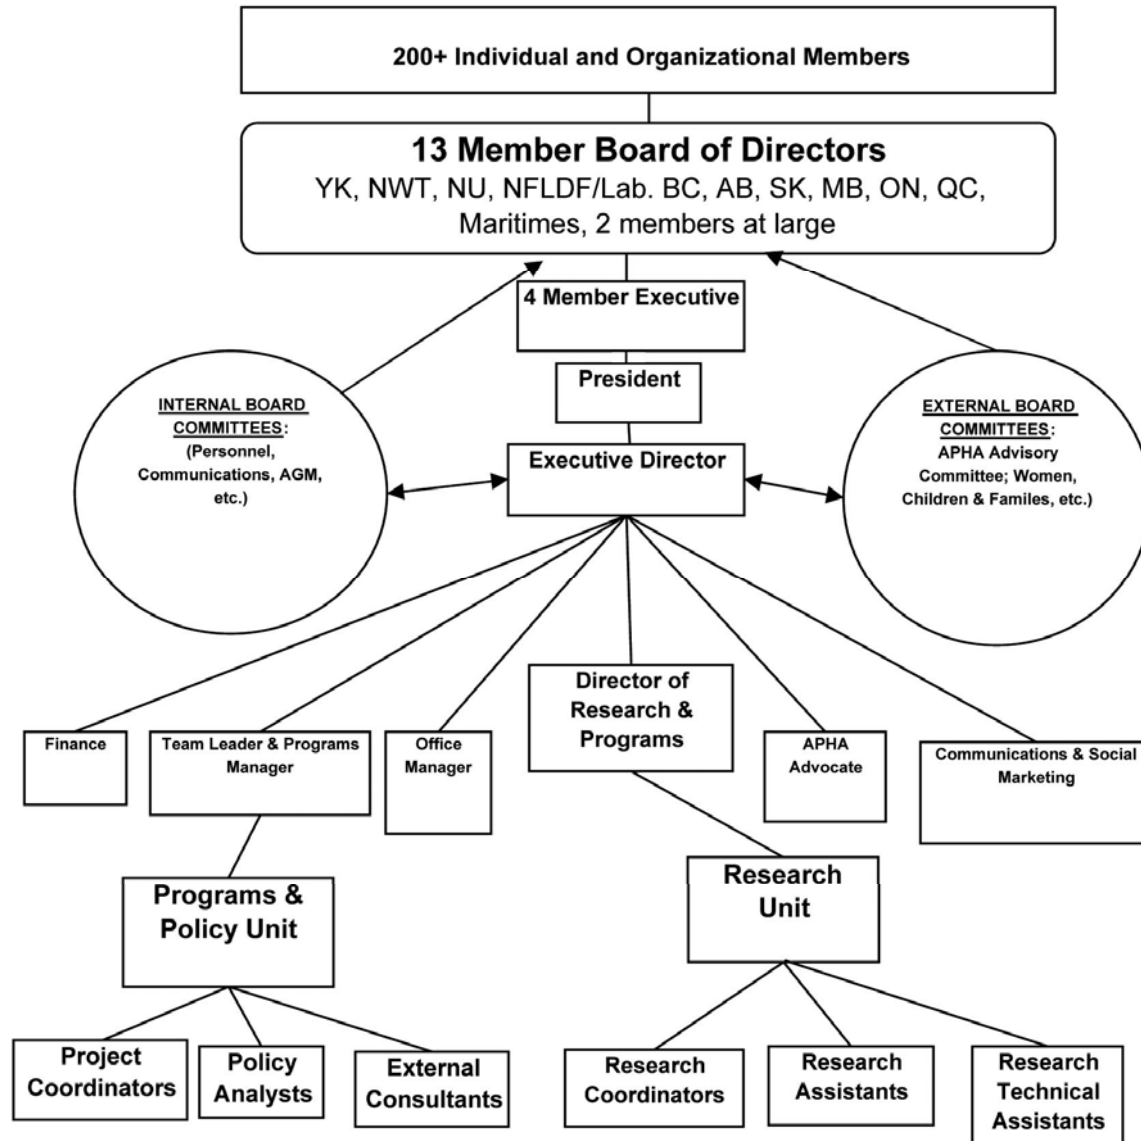 200+ Individual and Organizational Members
13 Member Board of Directors
YK, NWT, NU, NFLDF/Lab. BC, AB, SK, MB, ON, QC,
Maritimes, 2 members at large
4 Member Executive
President
INTERNAL BOARD
COMMITTEES:
(Personnel,
Communications, AGM,
etc.)
Executive Director
EXTERNAL BOARD
COMMITTEES:
APHA Advisory
Committee; Women,
Children & Familes, etc.)
Finance
Team Leader & Programs
Manager
Office
Manager
Director of
Research &
Programs
APHA
Advocate
Communications & Social
Marketing
Programs &
Policy Unit
Research
Unit
Project
Coordinators
Policy
Analysts
External
Consultants
Research
Coordinators
Research
Assistants
Research
Technical
Assistants